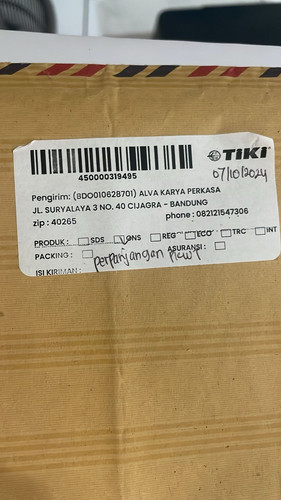 TiKi
07/10/2024
450000319495
Pengirim: (BDO010628701) ALVA KARYA PERKASA
JL. SURYALAYA 3 NO. 40 CIJAGRA - BANDUNG
zip : 40265 phone : 082121547306
PRODUK : SDS ONS REG ECO TRC INT
PACKING : ASURANSI :
ISI KIRIMAN : perpanjangan